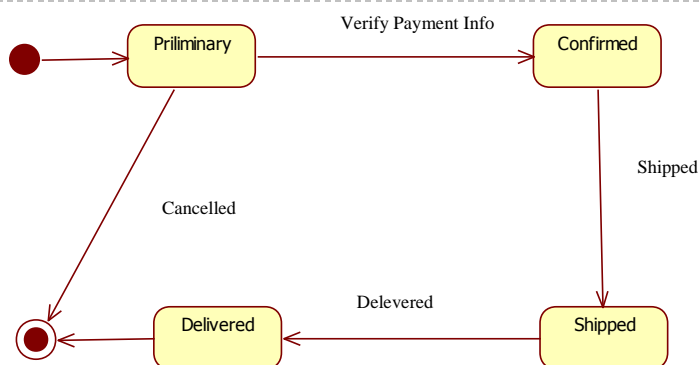 Verify Payment Info
Priliminary
Confirmed
Shipped
Cancelled
Delevered
Delivered
Shipped